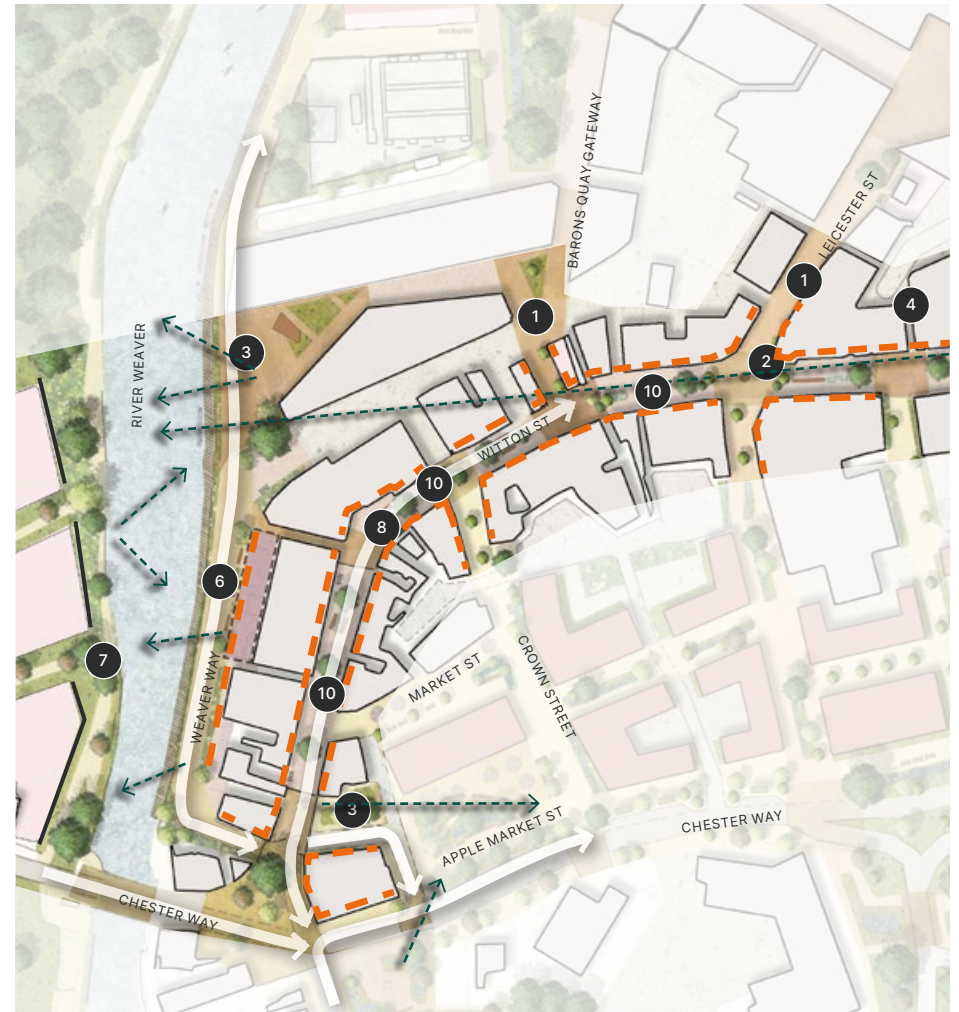 BARONS QUAY GATEWAY
LEICESTER ST
1
4
1
RIVER WEAVER
3
2
10
WITTON ST
10
8
6
CROWN STREET
7
MARKET ST
WEAVER WAY
10
3
APPLE MARKET ST
CHESTER WAY
CHESTER WAY